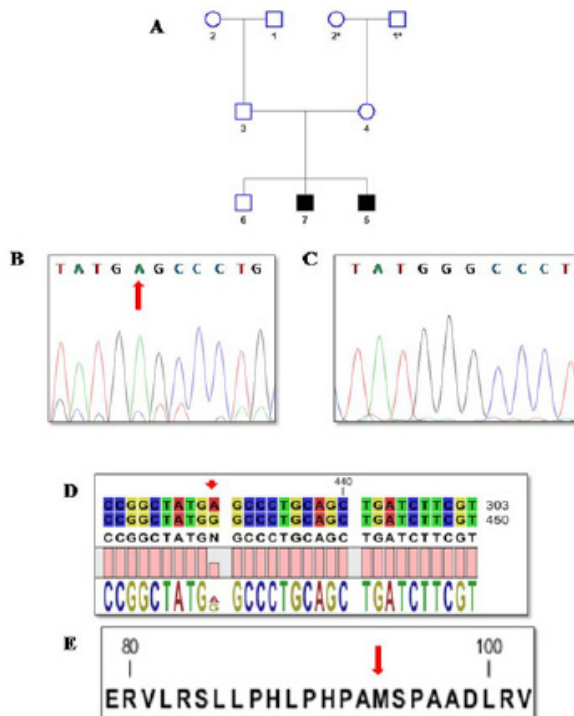 A
2 1 2* 1*
3 4
6 7 5
B C
T A T G A G C C C T G
T A T G G G C C C T
D
440
CCGGCTATGA GCCCTGCAGC TGATCTTCGT 303
CCGGCTATGG GCCCTGCAGC TGATCTTCGT 450
CCGGCTATGN GCCCTGCAGC TGATCTTCGT
CCGGCTATG GCCCTGCAGC TGATCTTCGT
E
80 100
ERVLRSLLPHLPHPAMSPAADLRV